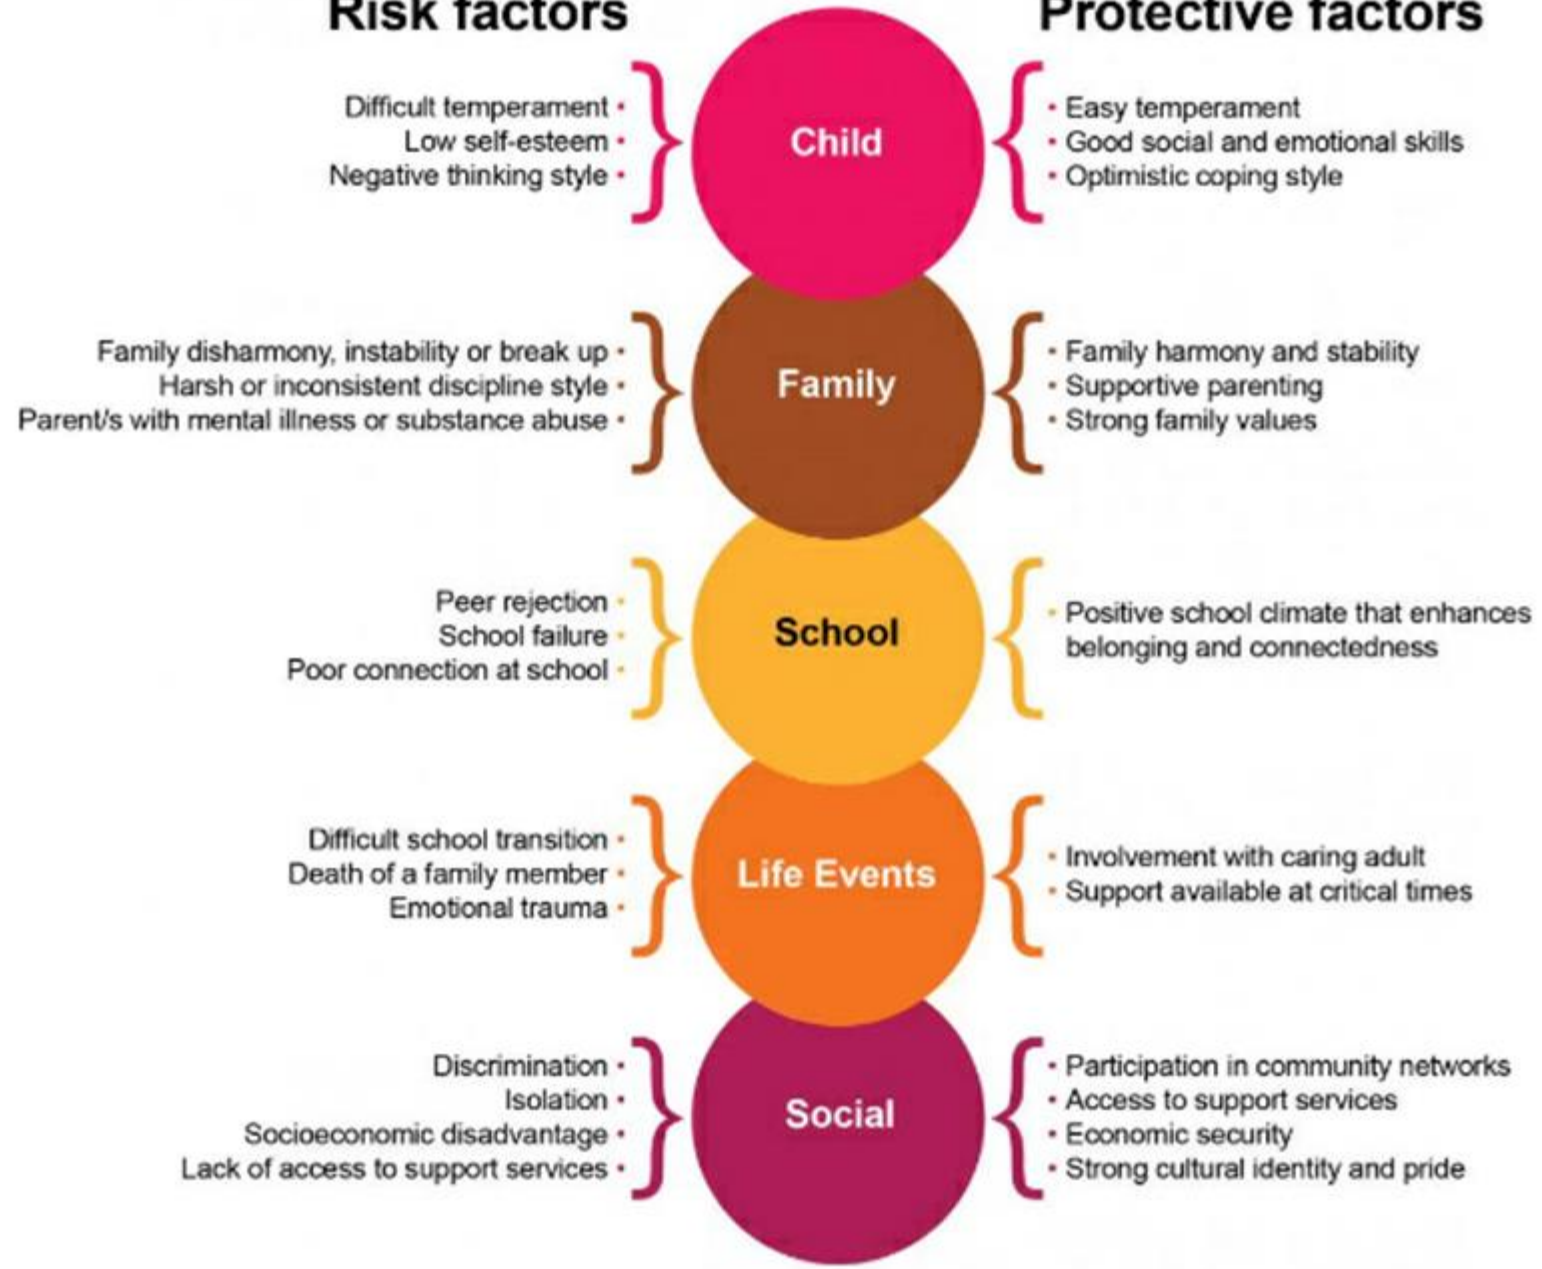 Risk factors
Protective factors
Difficult temperament •
Low self-esteem •
Negative thinking style •
Child
• Easy temperament
• Good social and emotional skills
• Optimistic coping style
Family disharmony, instability or break up •
Harsh or inconsistent discipline style •
Parent/s with mental illness or substance abuse •
Family
• Family harmony and stability
• Supportive parenting
• Strong family values
Peer rejection •
School failure •
Poor connection at school •
School
• Positive school climate that enhances
belonging and connectedness
Difficult school transition •
Death of a family member •
Emotional trauma •
Life Events
• Involvement with caring adult
• Support available at critical times
Discrimination •
Isolation •
Socioeconomic disadvantage •
Lack of access to support services •
Social
• Participation in community networks
• Access to support services
• Economic security
• Strong cultural identity and pride